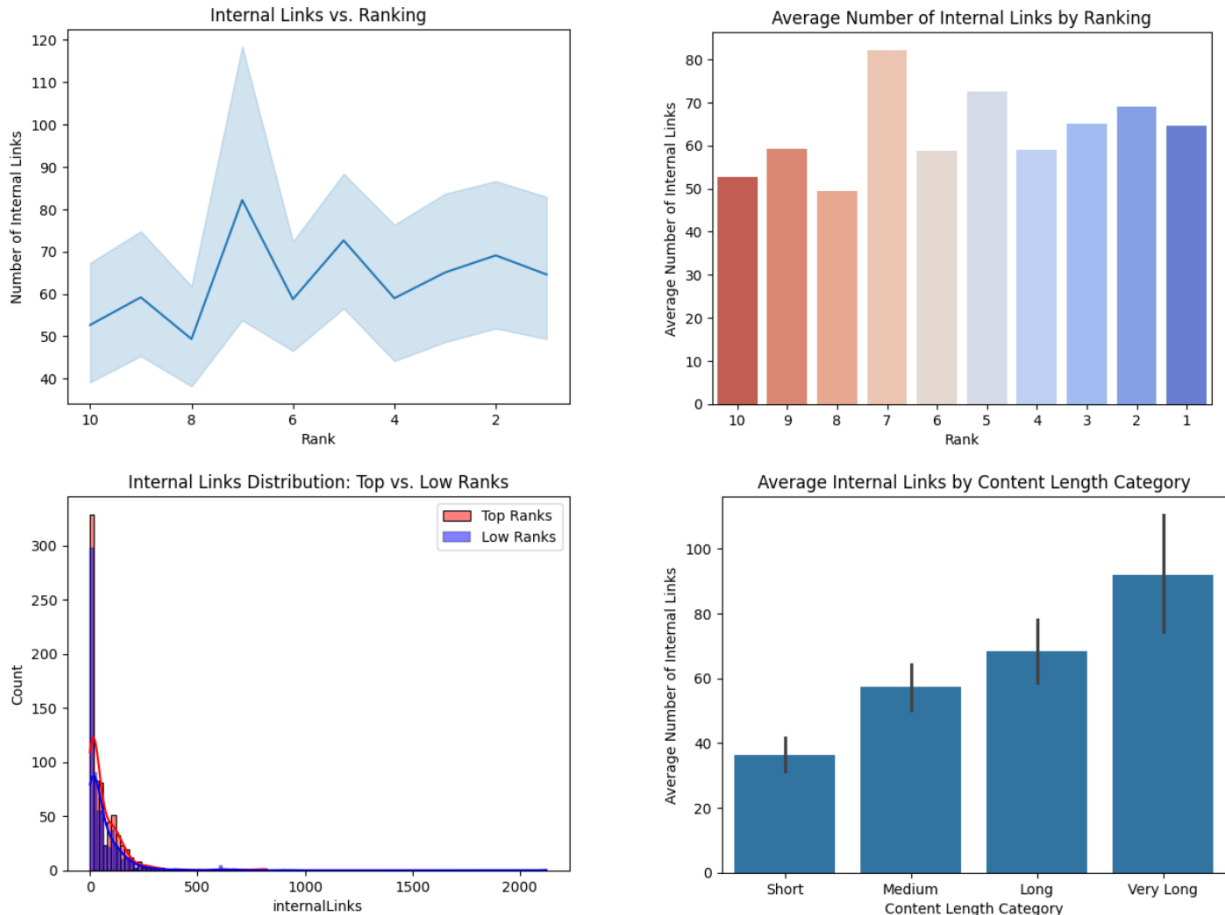 Internal Links vs. Ranking
Number of Internal Links
120
110
100
90
80
70
60
50
40
10
8
6
4
2
Rank
Average Number of Internal Links by Ranking
Average Number of Internal Links
80
70
60
50
40
30
20
10
0
10 9 8 7 6 5 4 3 2 1
Rank
Internal Links Distribution: Top vs. Low Ranks
Top Ranks
Low Ranks
Count
300
250
200
150
100
50
0
0 500 1000 1500 2000
internalLinks
Average Internal Links by Content Length Category
Average Number of Internal Links
100
80
60
40
20
0
Short Medium Long Very Long
Content Length Category